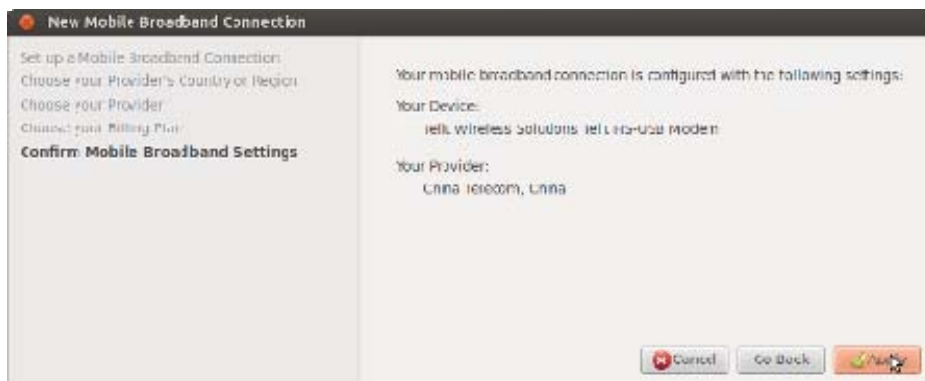 New Mobile Broadband Connection
Set up a Mobile Broadband Connection
Choose your Provider's Country or Region
Choose your Provider
Choose your Billing Plan
Confirm Mobile Broadband Settings
Your mobile broadband connection is configured with the following settings:
Your Device:
Wireless Solutions HS-USB Modem
Your Provider:
China Telecom, China
Cancel
Go Back
Apply